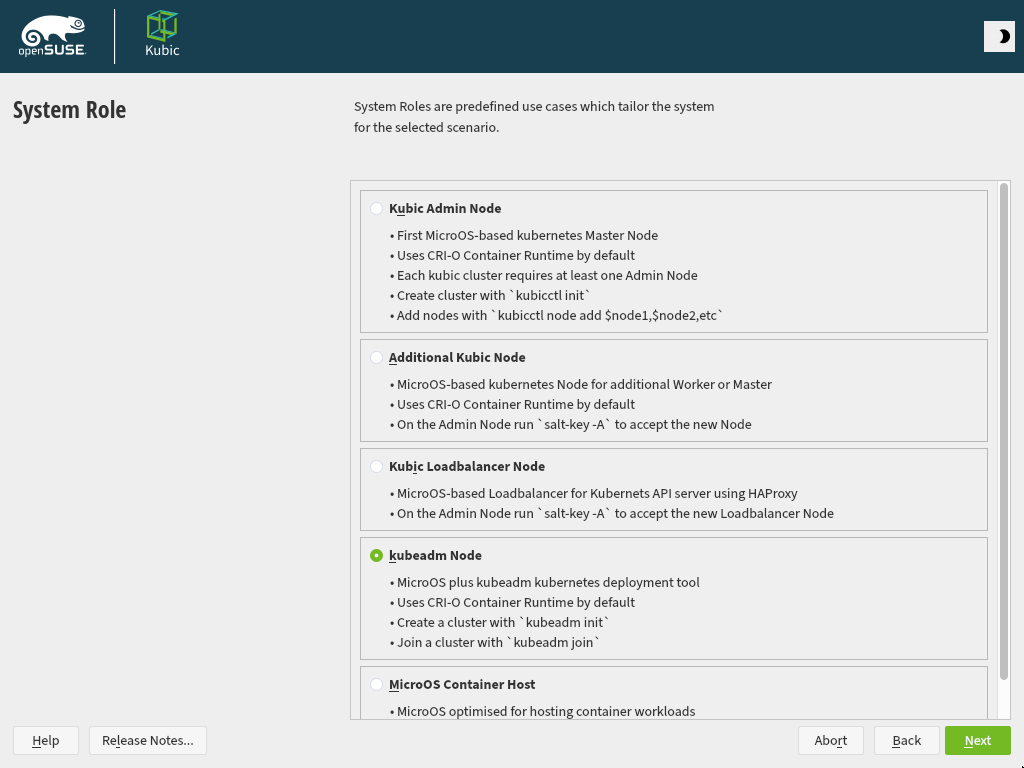 openSUSE
Kubic
System Role
System Roles are predefined use cases which tailor the system
for the selected scenario.
Kubic Admin Node
• First MicroOS-based kubernetes Master Node
• Uses CRI-O Container Runtime by default
• Each kubic cluster requires at least one Admin Node
• Create cluster with `kubicctl init`
• Add nodes with `kubicctl node add $node1,$node2,etc`
Additional Kubic Node
• MicroOS-based kubernetes Node for additional Worker or Master
• Uses CRI-O Container Runtime by default
• On the Admin Node run `salt-key -A` to accept the new Node
Kubic Loadbalancer Node
• MicroOS-based Loadbalancer for Kubernets API server using HAProxy
• On the Admin Node run `salt-key -A` to accept the new Loadbalancer Node
kubeadm Node
• MicroOS plus kubeadm kubernetes deployment tool
• Uses CRI-O Container Runtime by default
• Create a cluster with `kubeadm init`
• Join a cluster with `kubeadm join`
MicroOS Container Host
• MicroOS optimised for hosting container workloads
Help
Release Notes...
Abort
Back
Next